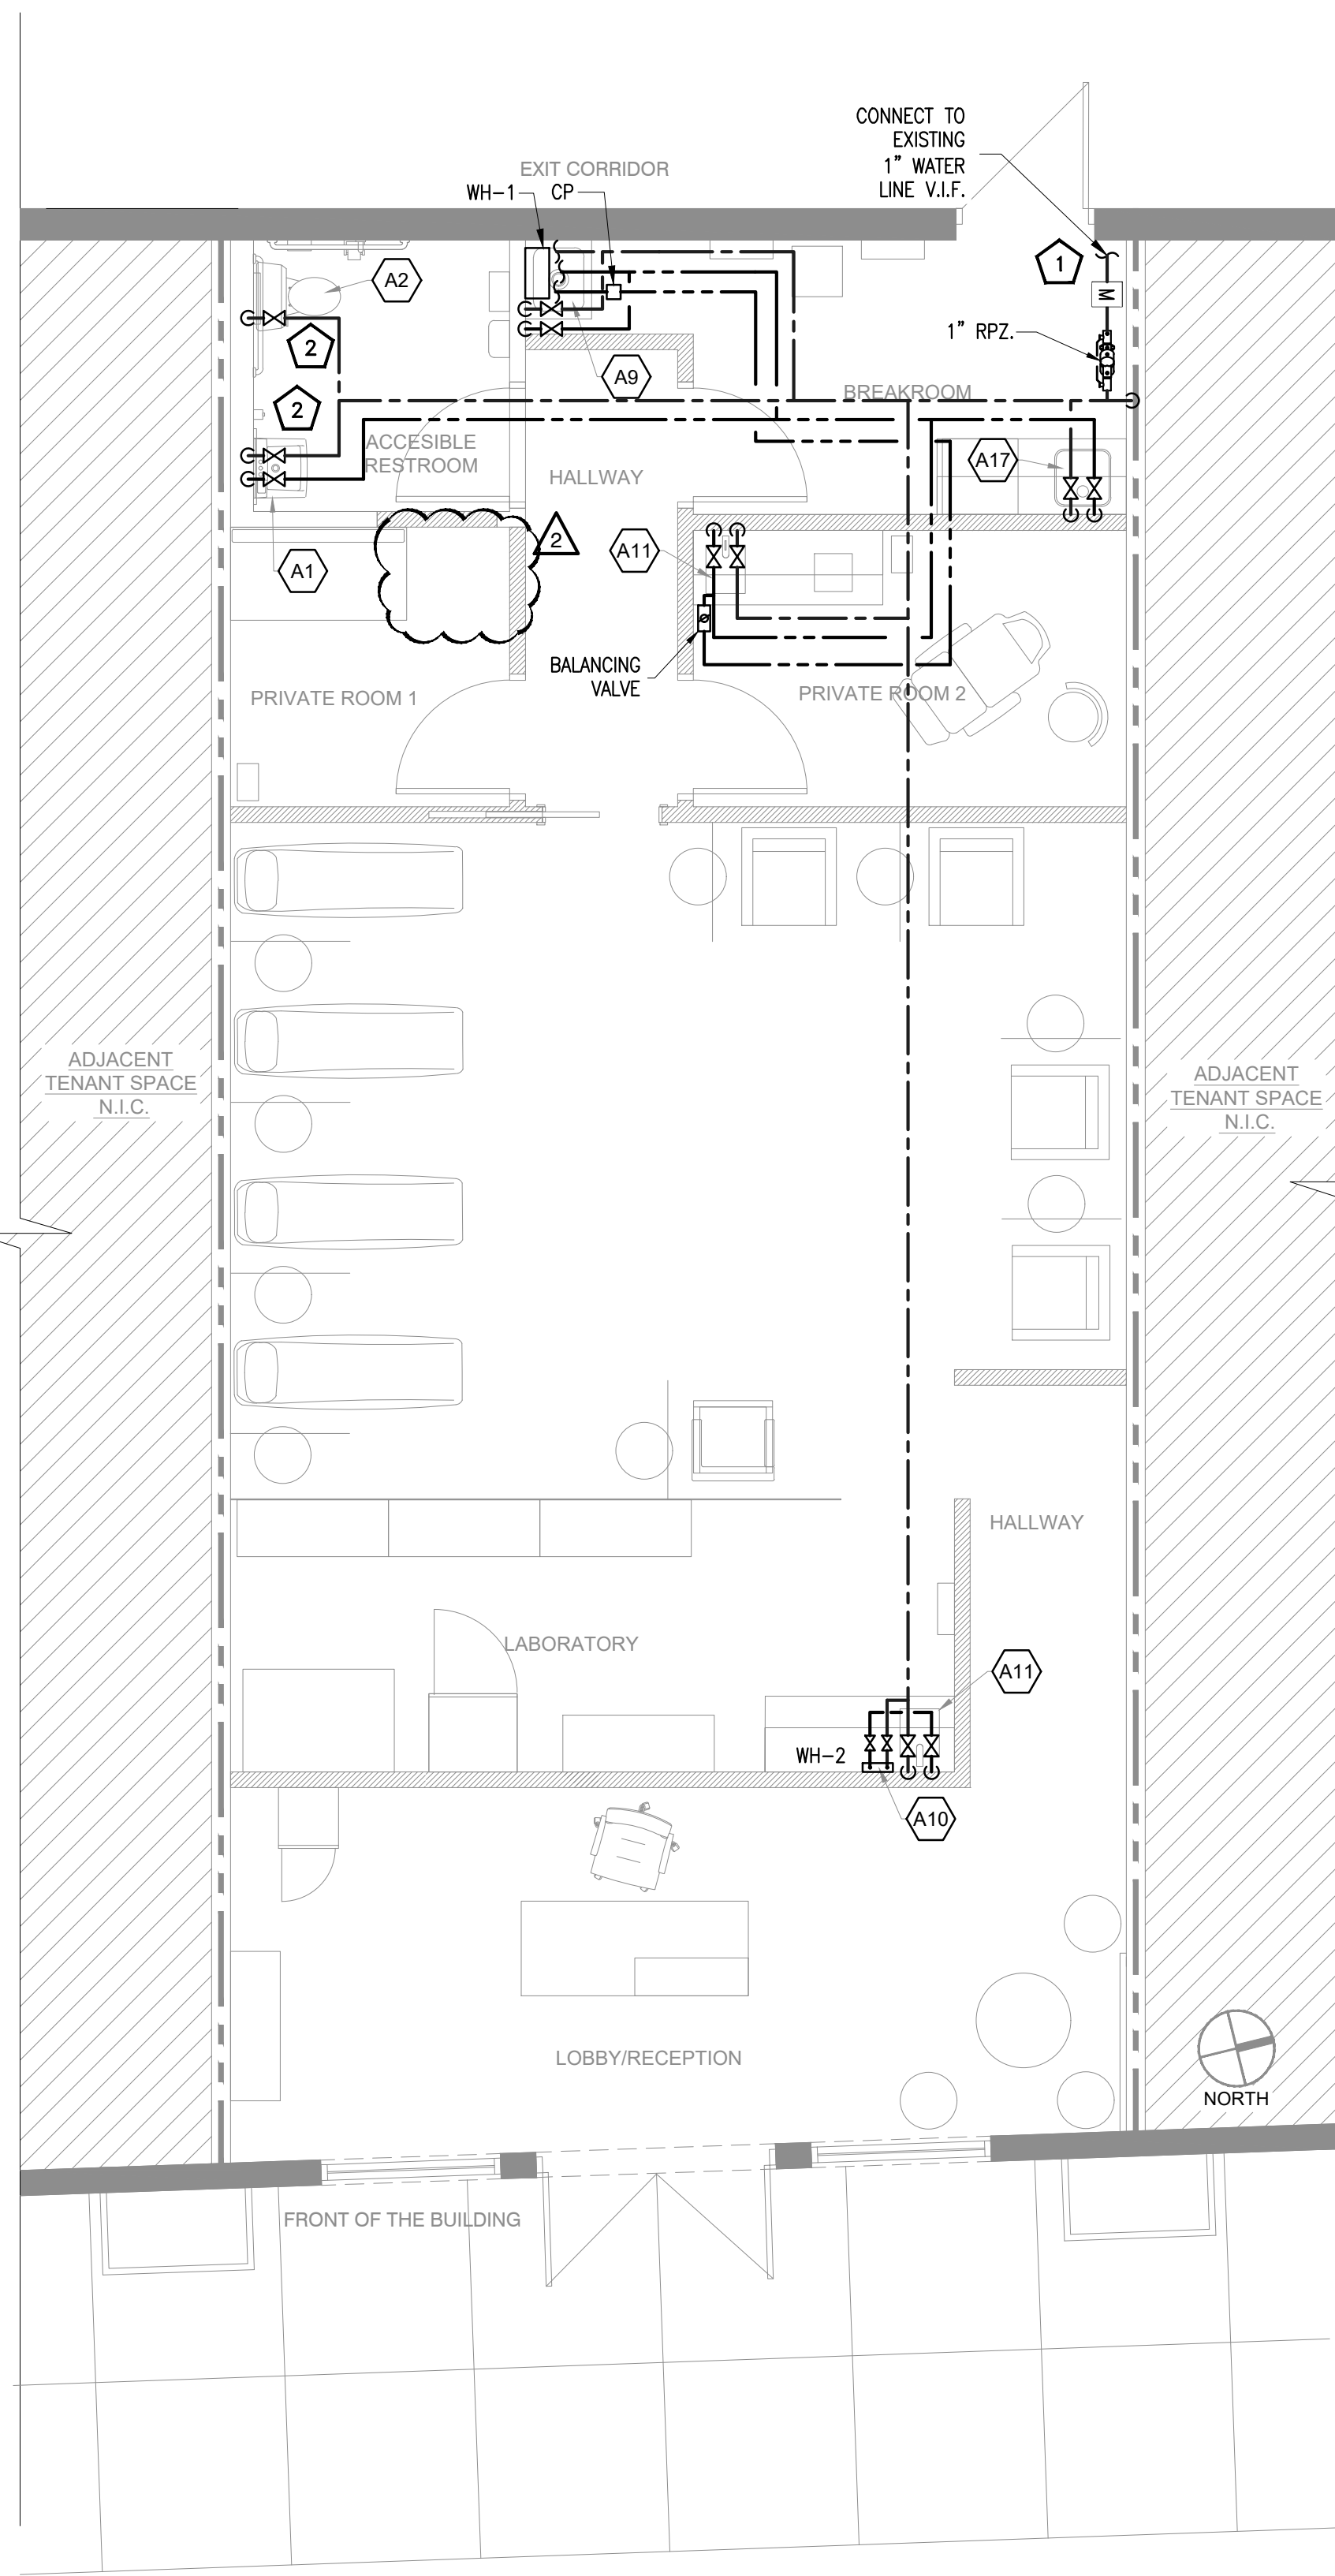 CONNECT TO
EXISTING
1" WATER
LINE V.I.F.
EXIT CORRIDOR
WH-1
CP
1
A2
M
1" RPZ.
2
A9
BREAKROOM
2
ACCESIBLE
RESTROOM
HALLWAY
A17
2
A11
A1
BALANCING
VALVE
PRIVATE ROOM 1
PRIVATE ROOM 2
ADJACENT
TENANT SPACE
N.I.C.
ADJACENT
TENANT SPACE
N.I.C.
HALLWAY
LABORATORY
A11
WH-2
A10
LOBBY/RECEPTION
NORTH
FRONT OF THE BUILDING